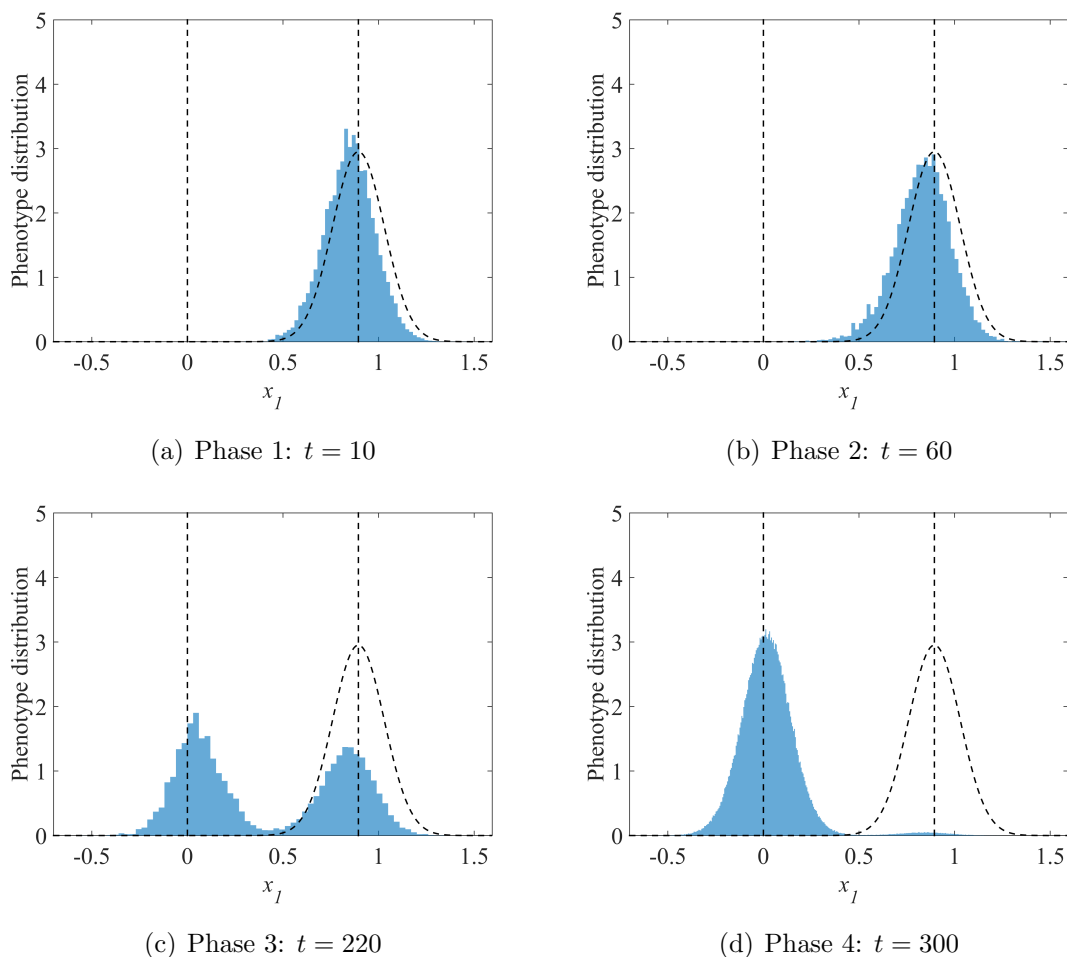 5
4
3
2
1
0
Phenotype distribution
-0.5 0 0.5 1 1.5
x1
(a) Phase 1: t = 10
5
4
3
2
1
0
Phenotype distribution
-0.5 0 0.5 1 1.5
x1
(b) Phase 2: t = 60
5
4
3
2
1
0
Phenotype distribution
-0.5 0 0.5 1 1.5
x1
(c) Phase 3: t = 220
5
4
3
2
1
0
Phenotype distribution
-0.5 0 0.5 1 1.5
x1
(d) Phase 4: t = 300